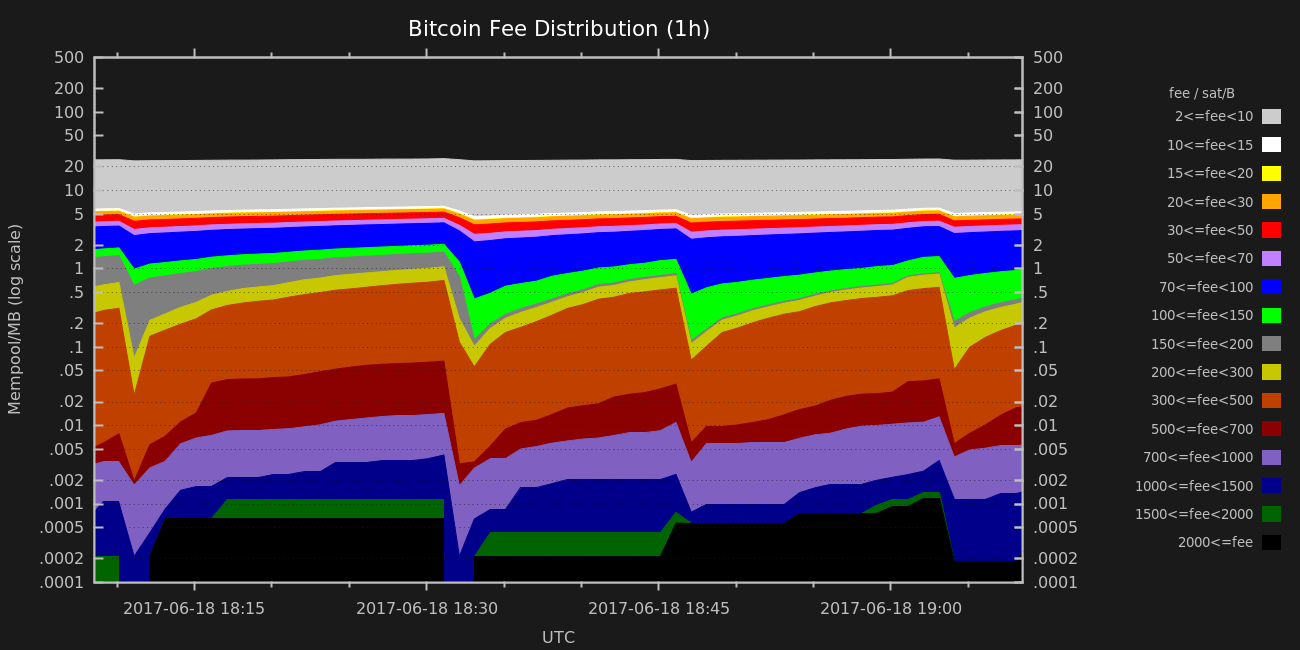 Bitcoin Fee Distribution (1h)
500 500
200 200
100 100
50 50
20 20
10 10
5 5
2 2
1 1
.5 .5
.2 .2
.1 .1
.05 .05
.02 .02
.01 .01
.005 .005
.002 .002
.001 .001
.0005 .0005
.0002 .0002
.0001 .0001
Mempool/MB (log scale)
2017-06-18 18:15 2017-06-18 18:30 2017-06-18 18:45 2017-06-18 19:00
UTC
fee / sat/B
2<=fee<10
10<=fee<15
15<=fee<20
20<=fee<30
30<=fee<50
50<=fee<70
70<=fee<100
100<=fee<150
150<=fee<200
200<=fee<300
300<=fee<500
500<=fee<700
700<=fee<1000
1000<=fee<1500
1500<=fee<2000
2000<=fee